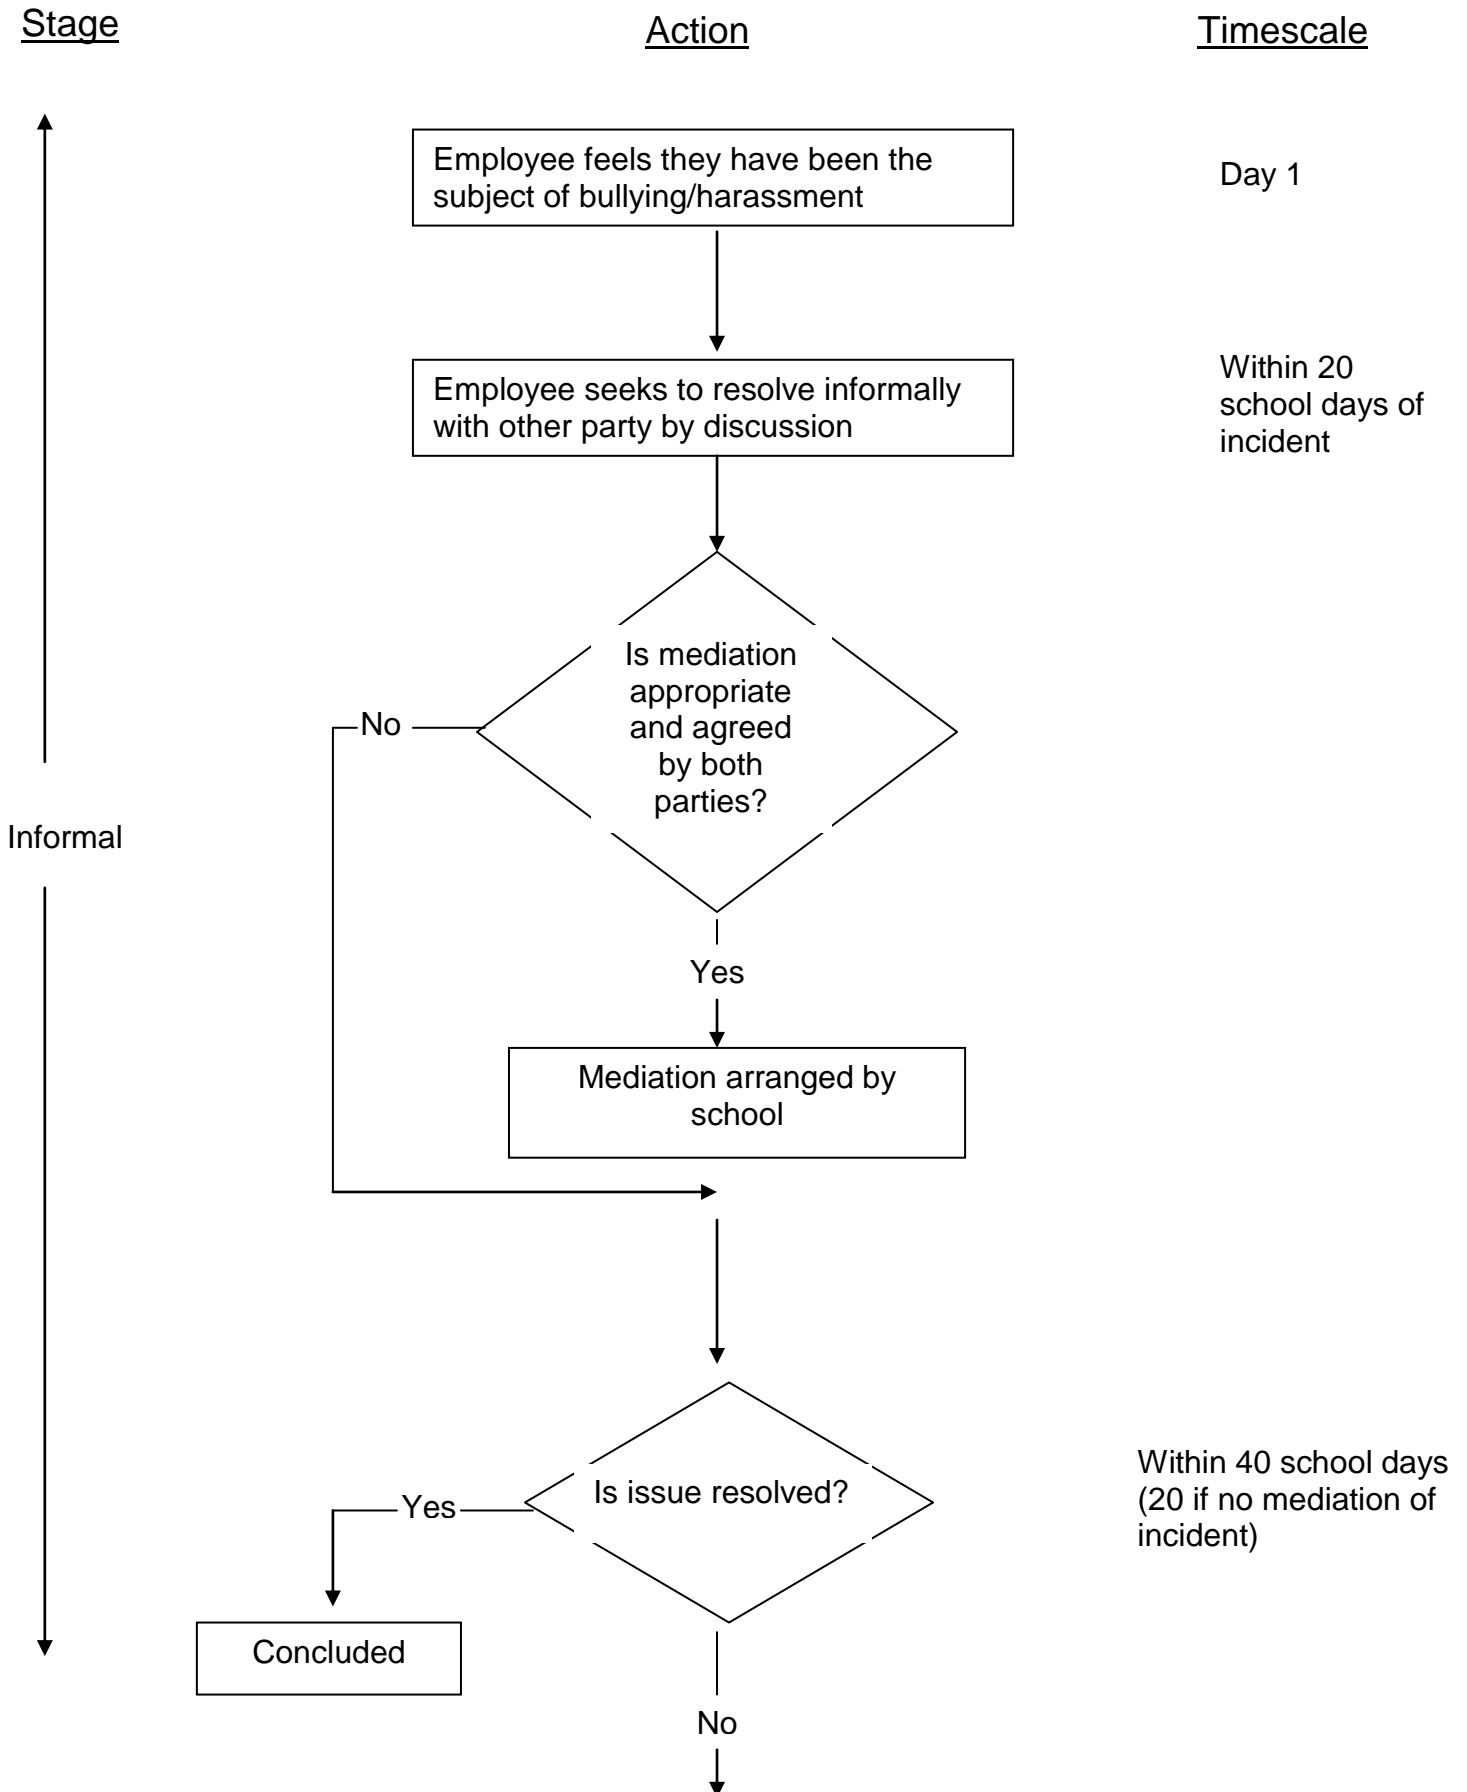 Stage
Action
Timescale
Employee feels they have been the
subject of bullying/harassment
Day 1
Employee seeks to resolve informally
with other party by discussion
Within 20
school days of
incident
Is mediation
appropriate
and agreed
by both
parties?
No
Informal
Yes
Mediation arranged by
school
Is issue resolved?
Yes
Within 40 school days
(20 if no mediation of
incident)
Concluded
No